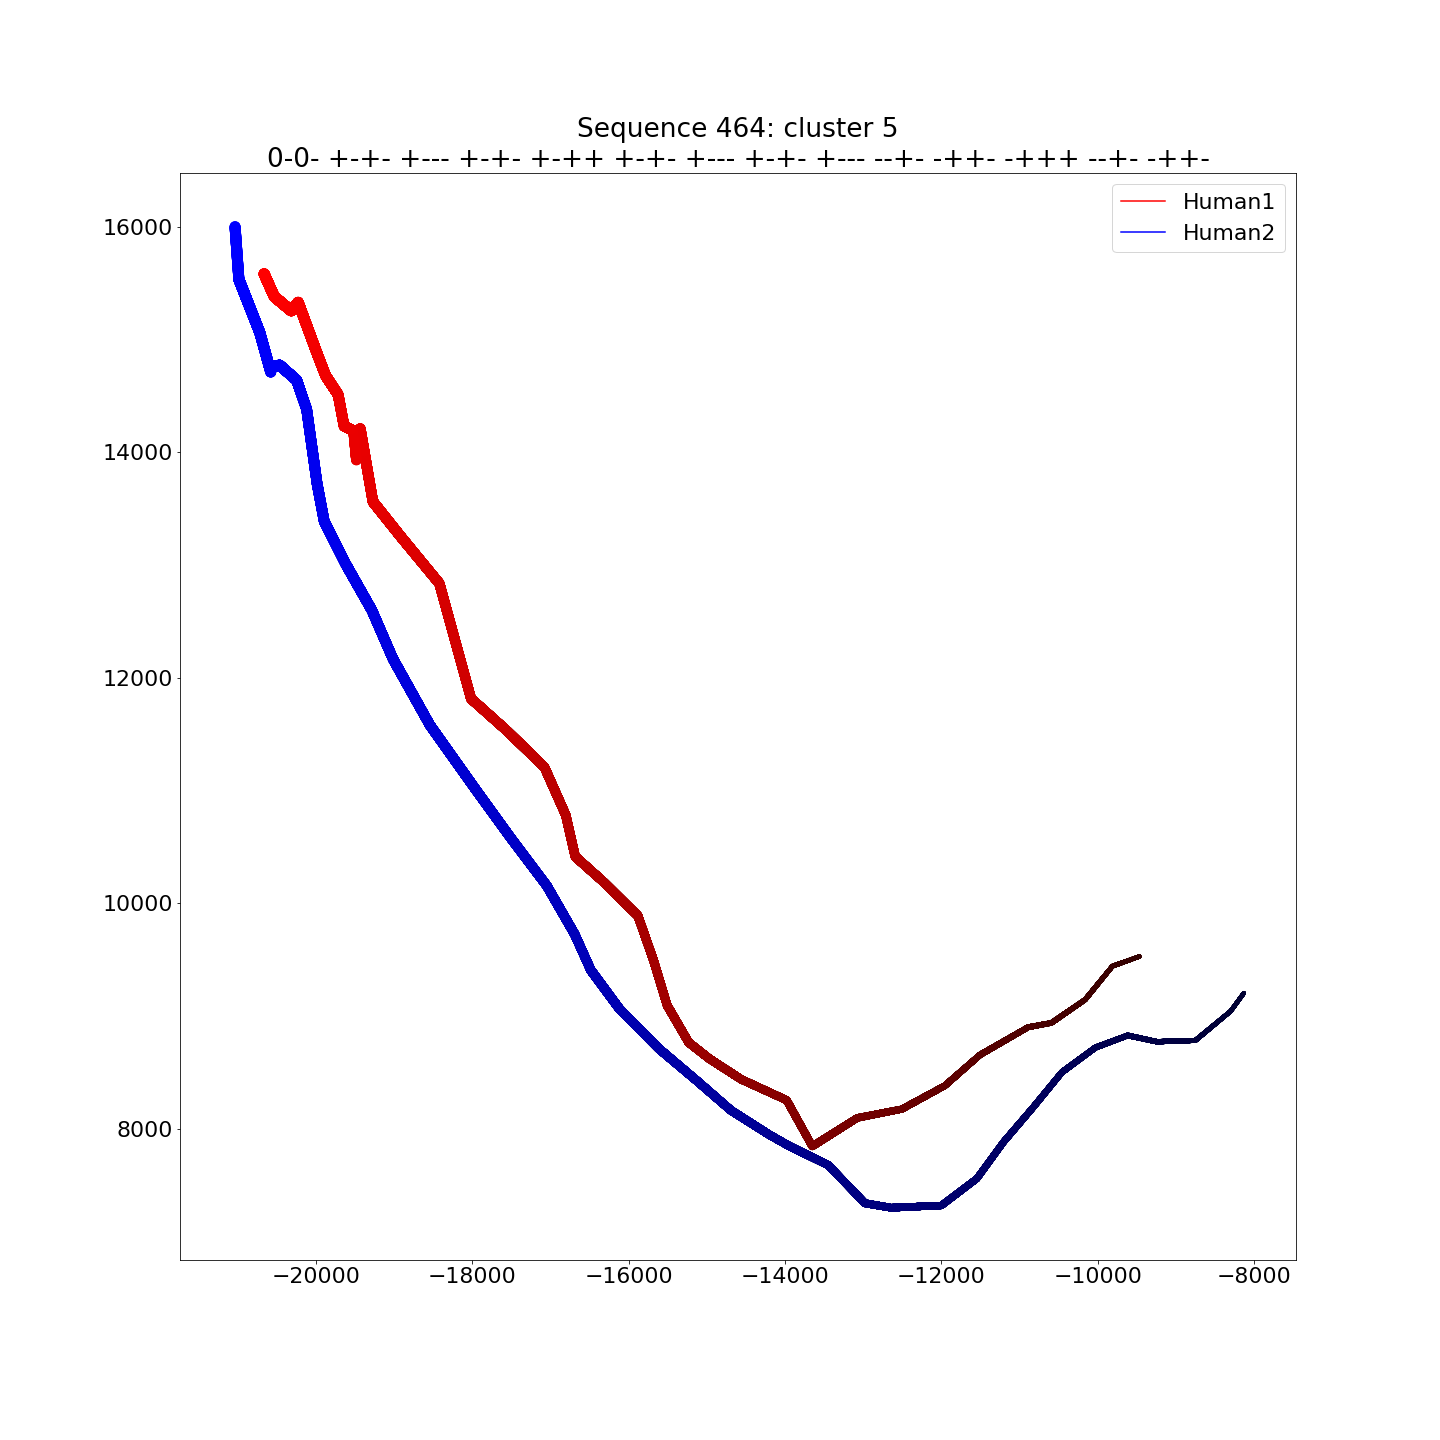 Sequence 464: cluster 5
0-0- +-+- +--- +-+- +-++ +-+- +--- +-+- +--- --+- -++- -+++ --+- -++-
Human1
Human2
16000
14000
12000
10000
8000
−20000 −18000 −16000 −14000 −12000 −10000 −8000